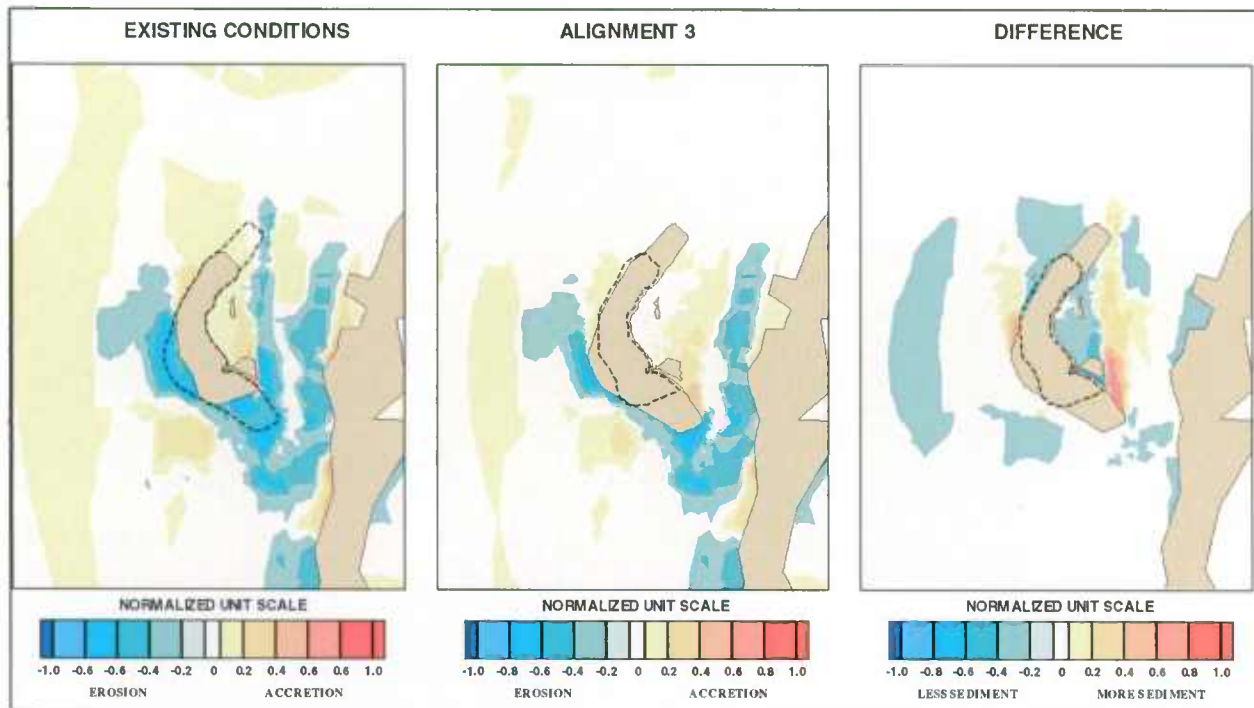 EXISTING CONDITIONS
ALIGNMENT 3
DIFFERENCE
NORMALIZED UNIT SCALE
-1.0 -0.6 -0.4 -0.2 0 0.2 0.4 0.6 0.8 1.0
EROSION ACCRETION
NORMALIZED UNIT SCALE
-1.0 -0.8 -0.6 -0.4 -0.2 0 0.2 0.4 0.6 0.8 1.0
EROSION ACCRETION
NORMALIZED UNIT SCALE
-1.0 -0.8 -0.6 -0.4 -0.2 0 0.2 0.4 0.6 0.8 1.0
LESS SEDIMENT MORE SEDIMENT